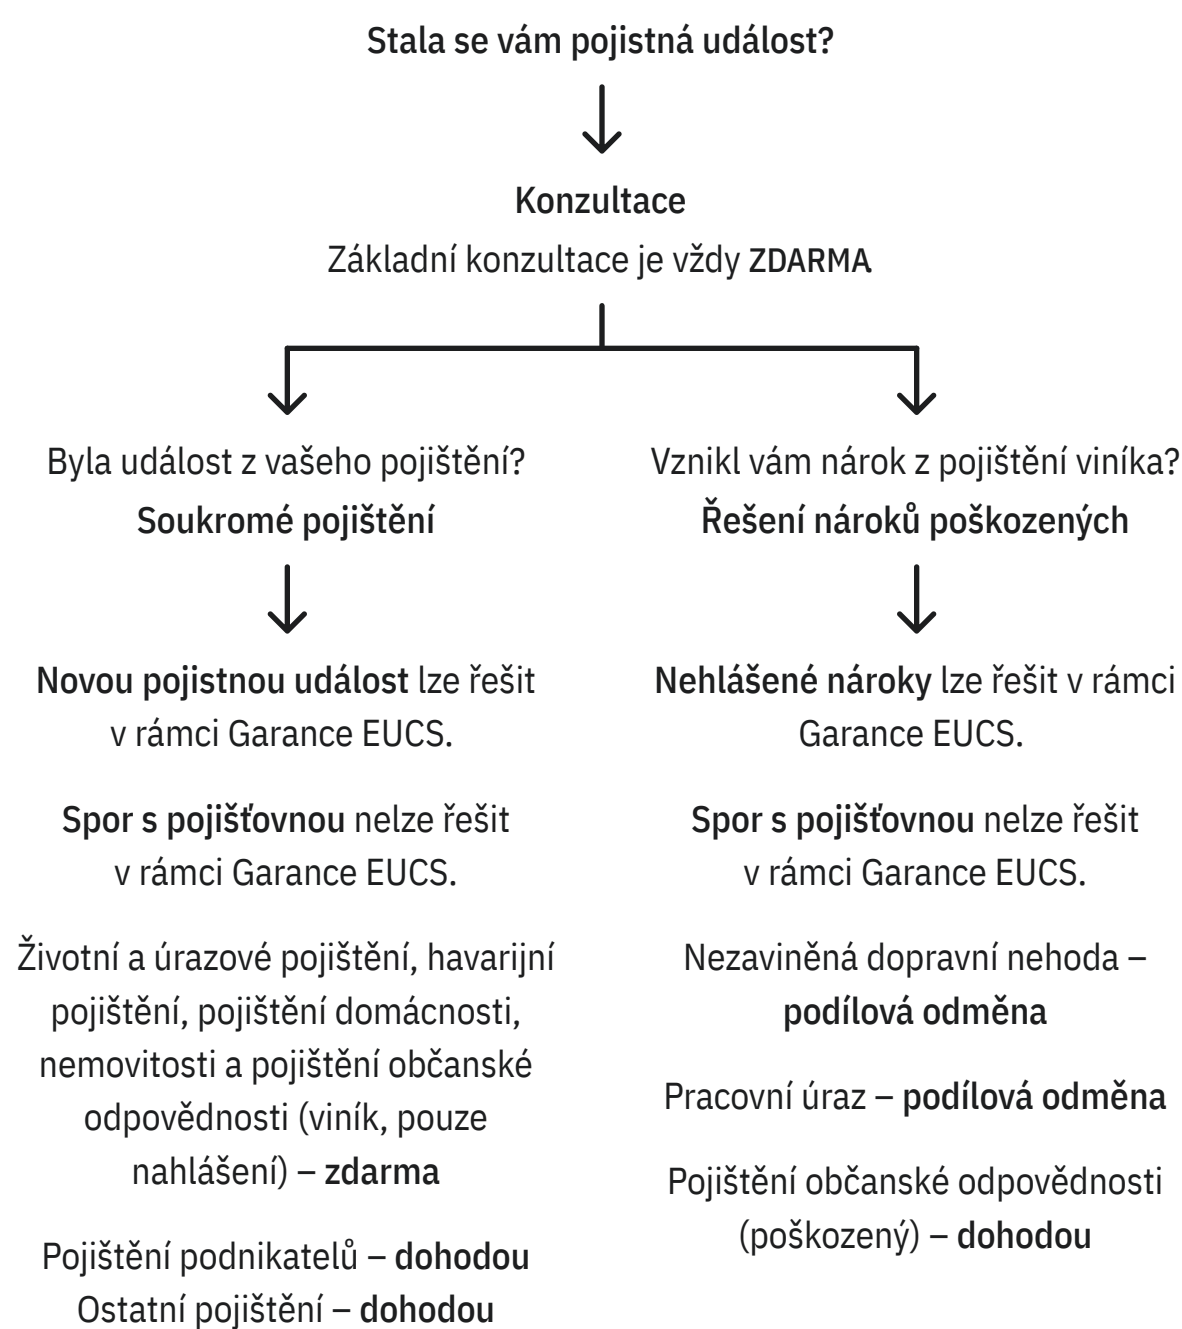 Stala se vám pojistná událost?
Konzultace
Základní konzultace je vždy ZDARMA
Byla událost z vašeho pojištění?
Soukromé pojištění
Novou pojistnou událost lze řešit
v rámci Garance EUCS.
Spor s pojišťovnou nelze řešit
v rámci Garance EUCS.
Životní a úrazové pojištění, havarijní
pojištění, pojištění domácnosti,
nemovitosti a pojištění občanské
odpovědnosti (viník, pouze
nahlášení) – zdarma
Pojištění podnikatelů – dohodou
Ostatní pojištění – dohodou
Vznikl vám nárok z pojištění viníka?
Řešení nároků poškozených
Nehlášené nároky lze řešit v rámci
Garance EUCS.
Spor s pojišťovnou nelze řešit
v rámci Garance EUCS.
Nezaviněná dopravní nehoda –
podílová odměna
Pracovní úraz – podílová odměna
Pojištění občanské odpovědnosti
(poškozený) – dohodou